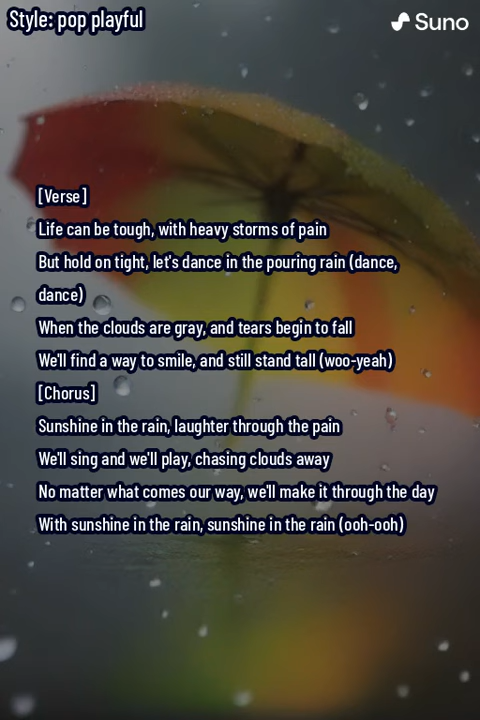 Style: pop playful
Suno
[Verse]
Life can be tough, with heavy storms of pain
But hold on tight, let's dance in the pouring rain (dance,
dance)
When the clouds are gray, and tears begin to fall
We'll find a way to smile, and still stand tall (woo-yeah)
[Chorus]
Sunshine in the rain, laughter through the pain
We'll sing and we'll play, chasing clouds away
No matter what comes our way, we'll make it through the day
With sunshine in the rain, sunshine in the rain (ooh-ooh)